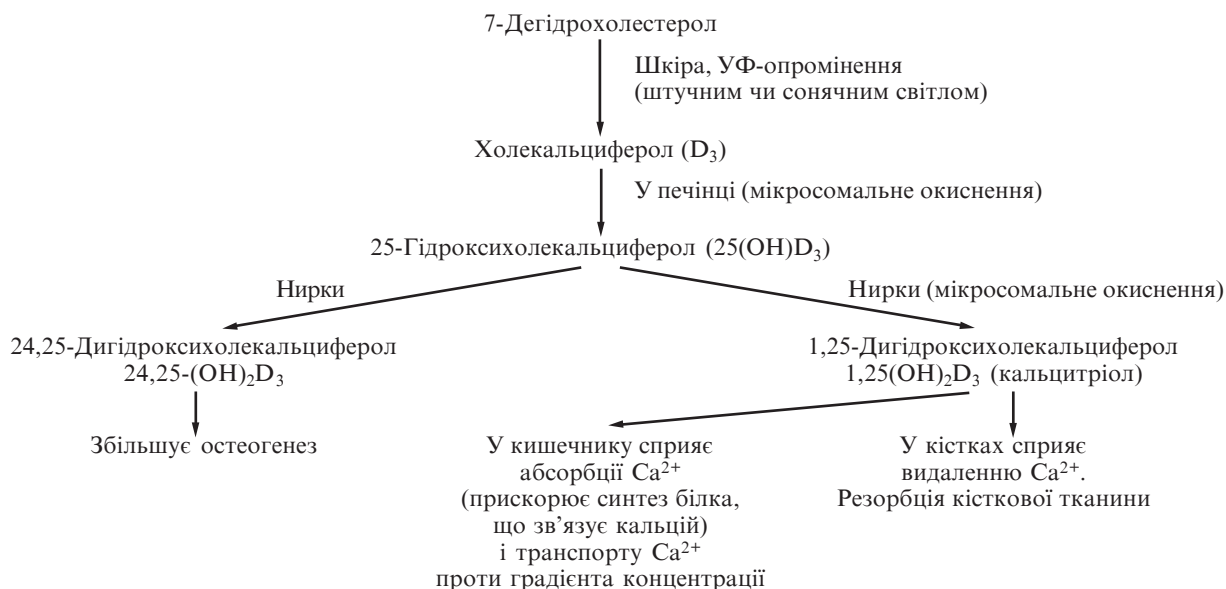 7-Дегідрохолестерол
Шкіра, УФ-опромінення
(штучним чи сонячним світлом)
Холекальциферол (D₃)
У печінці (мікросомальне окиснення)
25-Гідроксихолекальциферол (25(OH)D₃)
Нирки
Нирки (мікросомальне окиснення)
24,25-Дигідроксихолекальциферол
24,25-(OH)₂D₃
1,25-Дигідроксихолекальциферол
1,25(OH)₂D₃ (кальцитріол)
Збільшує остеогенез
У кишечнику сприяє
абсорбції Ca²⁺
(прискорює синтез білка,
що зв'язує кальцій)
і транспорту Ca²⁺
проти градієнта концентрації
У кістках сприяє
видаленню Ca²⁺.
Резорбція кісткової тканини